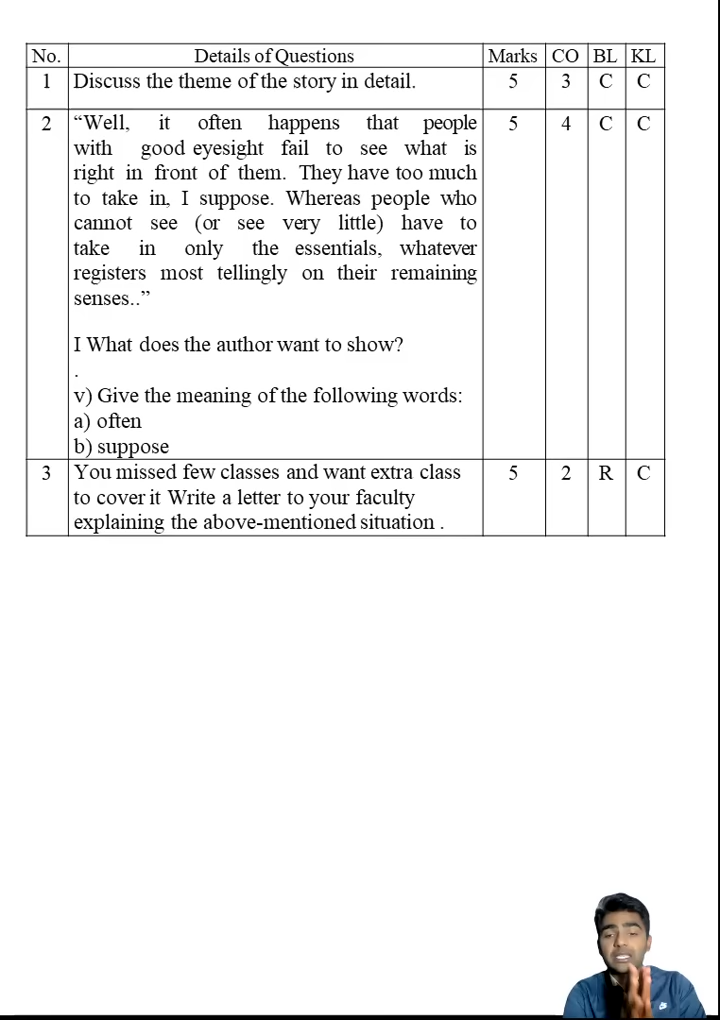 No. Details of Questions Marks CO BL KL
1 Discuss the theme of the story in detail. 5 3 C C
2 “Well, it often happens that people 5 4 C C
with good eyesight fail to see what is
right in front of them. They have too much
to take in, I suppose. Whereas people who
cannot see (or see very little) have to
take in only the essentials, whatever
registers most tellingly on their remaining
senses..”
I What does the author want to show?
.
v) Give the meaning of the following words:
a) often
b) suppose
3 You missed few classes and want extra class 5 2 R C
to cover it Write a letter to your faculty
explaining the above-mentioned situation .